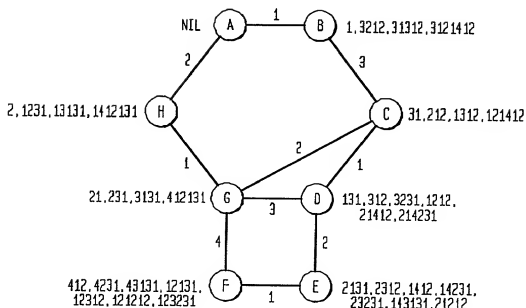 NIL A 1 B 1,3212,31312,3121412
2 3
2,1231,13131,1412131 H C 31,212,1312,121412
1 2 1
21,231,3131,412131 G 3 D 131,312,3231,1212,
21412,214231
4 2
412,4231,43131,12131, F 1 E 2131,2312,1412,14231,
12312,121212,123231 23231,143131,21212